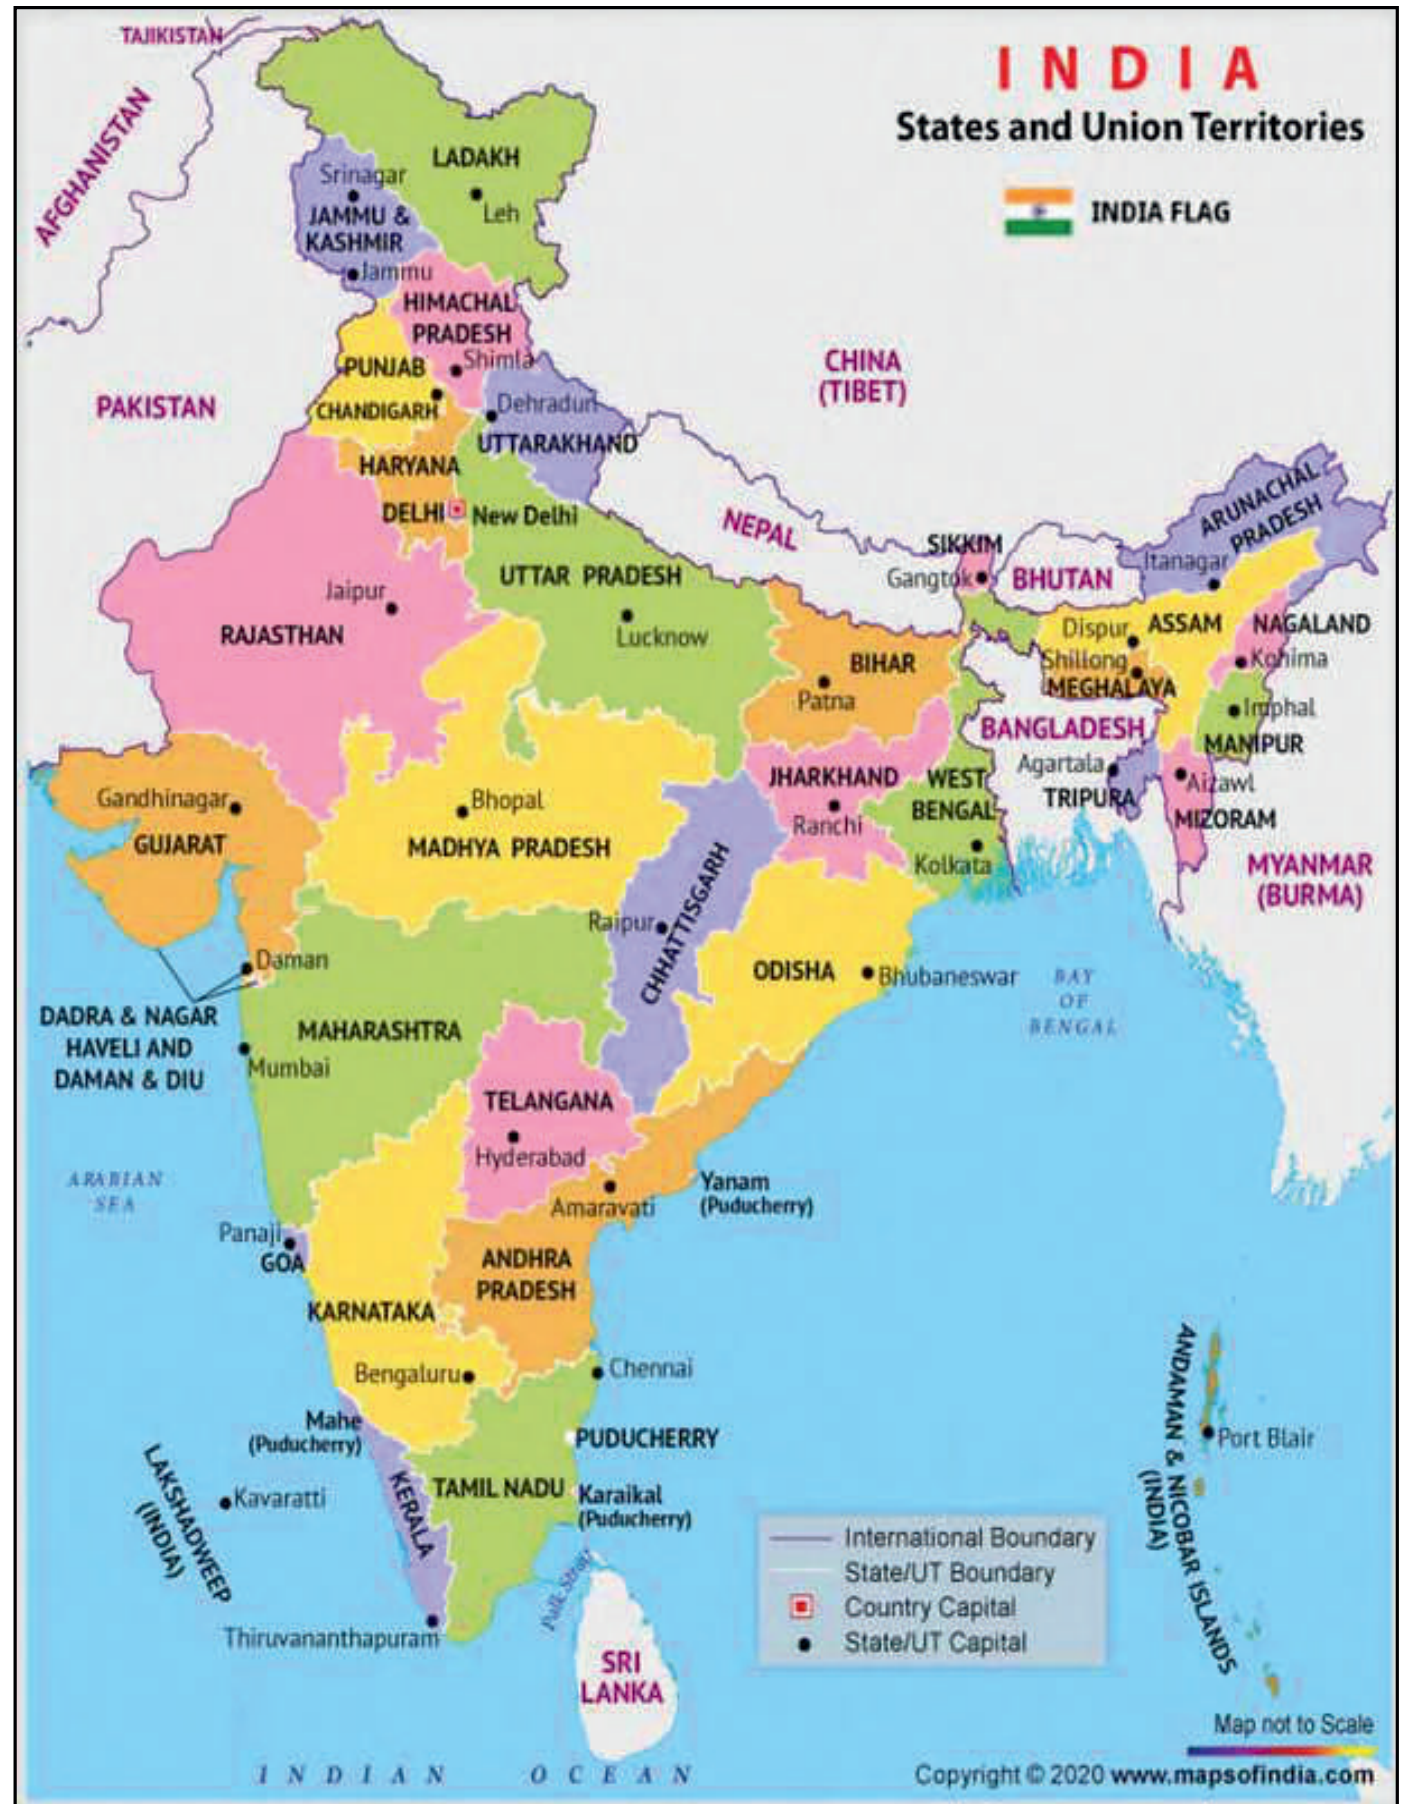 TAJIKISTAN
INDIA
States and Union Territories
AFGHANISTAN
LADAKH
Srinagar
Leh
INDIA FLAG
JAMMU &
KASHMIR
Jammu
HIMACHAL
PRADESH
Shimla
PUNJAB
CHANDIGARH
CHINA
(TIBET)
PAKISTAN
Dehradun
UTTARAKHAND
HARYANA
DELHI
New Delhi
NEPAL
SIKKIM
Gangtok
BHUTAN
ARUNACHAL
PRADESH
Itanagar
UTTAR PRADESH
Lucknow
Jaipur
RAJASTHAN
BIHAR
Patna
Dispur
ASSAM
NAGALAND
Kohima
Shillong
MEGHALAYA
Imphal
MANIPUR
BANGLADESH
Agartala
TRIPURA
Aizawl
MIZORAM
MYANMAR
(BURMA)
JHARKHAND
Ranchi
WEST
BENGAL
Kolkata
Gandhinagar
GUJARAT
Bhopal
MADHYA PRADESH
Raipur
CHHATTISGARH
ODISHA
Bhubaneswar
BAY
OF
BENGAL
Daman
DADRA & NAGAR
HAVELI AND
DAMAN & DIU
MAHARASHTRA
Mumbai
TELANGANA
Hyderabad
ARABIAN
SEA
Amaravati
Yanam
(Puducherry)
Panaji
GOA
ANDHRA
PRADESH
KARNATAKA
Bengaluru
Chennai
Mahe
(Puducherry)
PUDUCHERRY
LAKSHADWEEP
(INDIA)
Kavaratti
KERALA
TAMIL NADU
Karaikal
(Puducherry)
ANDAMAN & NICOBAR ISLANDS
(INDIA)
Port Blair
Palk Strait
Thiruvananthapuram
SRI
LANKA
International Boundary
State/UT Boundary
Country Capital
State/UT Capital
Map not to Scale
INDIAN OCEAN
Copyright © 2020 www.mapsofindia.com